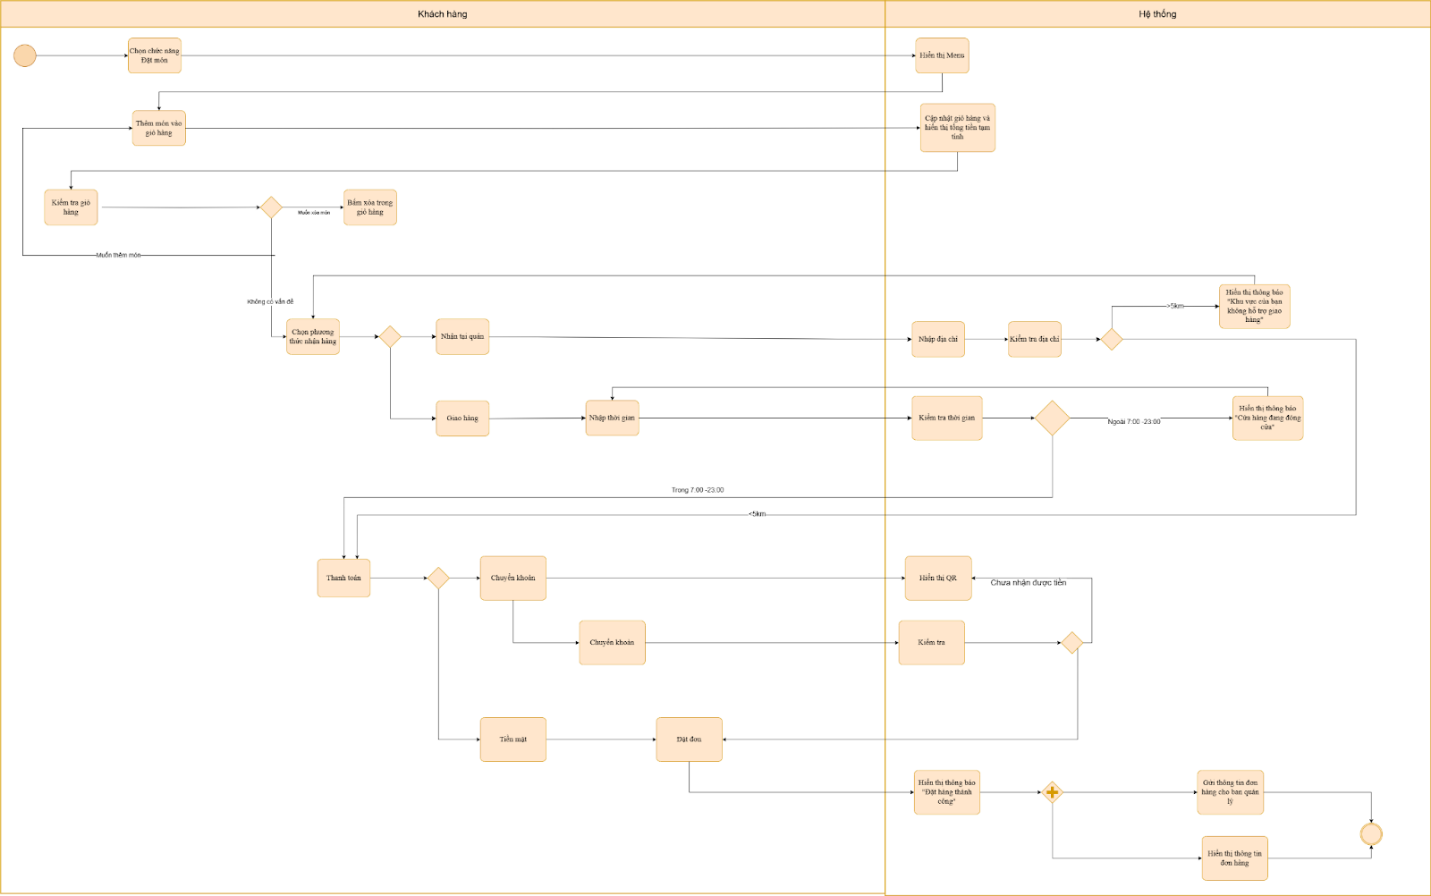 Khách hàng
Hệ thống
Chọn chức năng
Đặt món
Hiển thị Menu
Thêm món vào
giỏ hàng
Cập nhật giỏ hàng và
hiển thị tổng tiền tạm
tính
Kiểm tra giỏ
hàng
Muốn xóa món
Bấm xóa trong
giỏ hàng
Muốn thêm món
Không có vấn đề
Hiển thị thông báo
"Khu vực của bạn
không hỗ trợ giao
hàng"
>5km
Chọn phương
thức nhận hàng
Nhận tại quán
Nhập địa chỉ
Kiểm tra địa chỉ
Giao hàng
Nhập thời gian
Kiểm tra thời gian
Ngoài 7:00 -23:00
Hiển thị thông báo
"Cửa hàng đang đóng
cửa"
Trong 7:00 -23:00
<5km
Thanh toán
Chuyển khoản
Hiển thị QR
Chưa nhận được tiền
Chuyển khoản
Kiểm tra
Tiền mặt
Đặt đơn
Hiển thị thông báo
"Đặt hàng thành
công"
Gửi thông tin đơn
hàng cho ban quản
lý
Hiển thị thông tin
đơn hàng